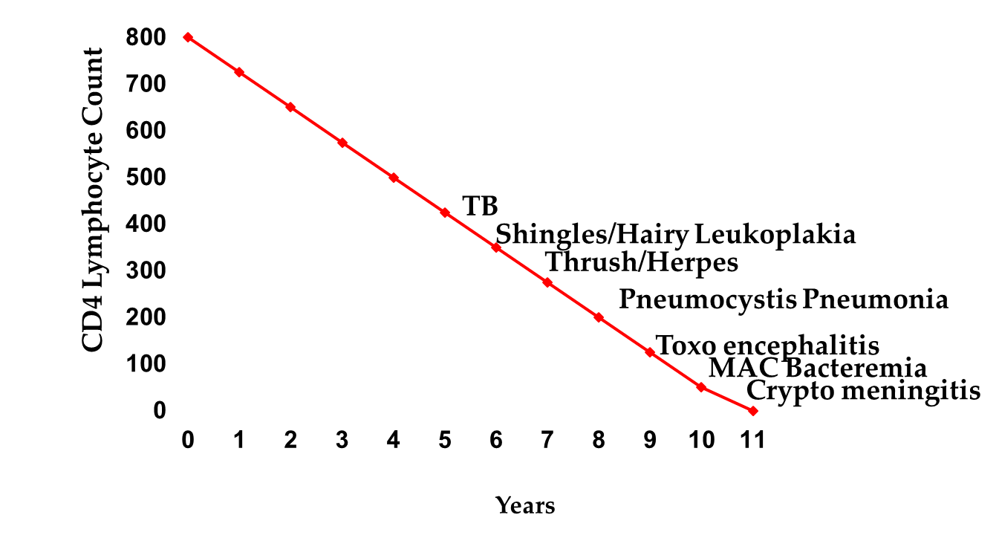 800
700
600
500
400
300
200
100
0
CD4 Lymphocyte Count
TB
Shingles/Hairy Leukoplakia
Thrush/Herpes
Pneumocystis Pneumonia
Toxo encephalitis
MAC Bacteremia
Crypto meningitis
0 1 2 3 4 5 6 7 8 9 10 11
Years